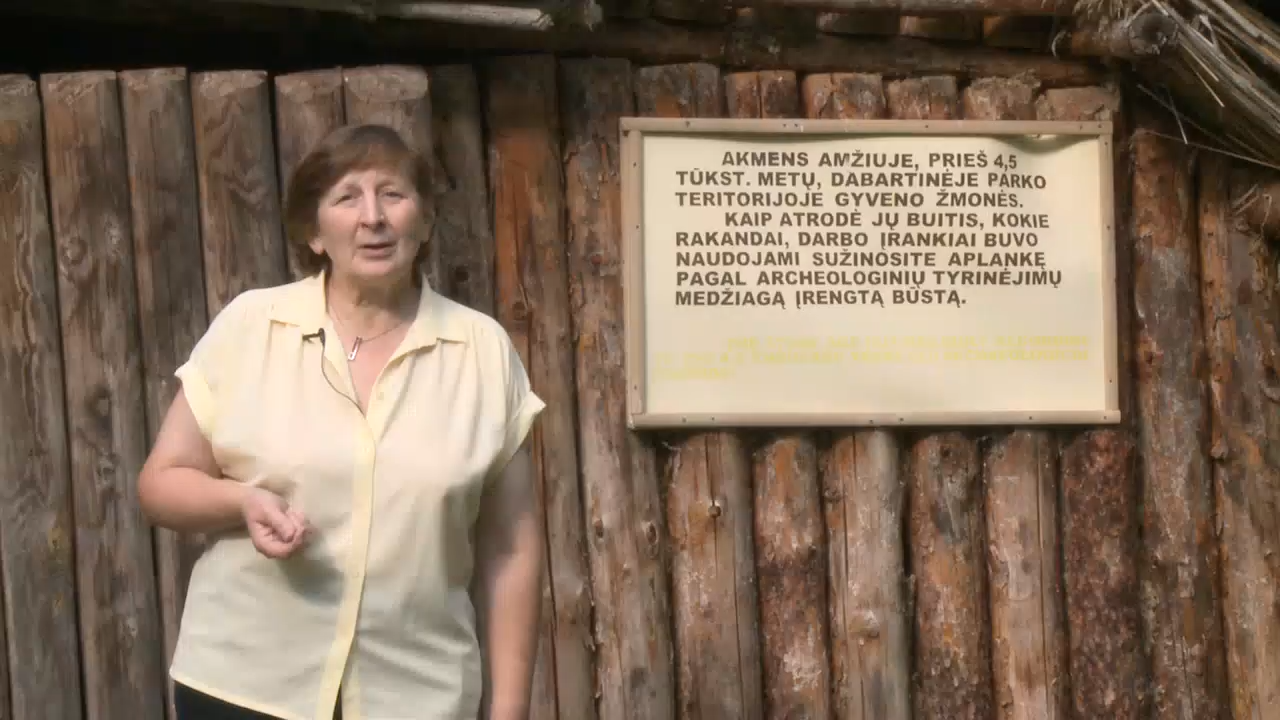 AKMENS AMŽIUJE, PRIEŠ 4,5
TŪKST. METŲ, DABARTINĖJE PARKO
TERITORIJOJE GYVENO ŽMONĖS.
KAIP ATRODĖ JŲ BUITIS, KOKIE
RAKANDAI, DARBO ĮRANKIAI BUVO
NAUDOJAMI SUŽINOSITE APLANKĘ
PAGAL ARCHEOLOGINIŲ TYRINĖJIMŲ
MEDŽIAGĄ ĮRENGTĄ BŪSTĄ.